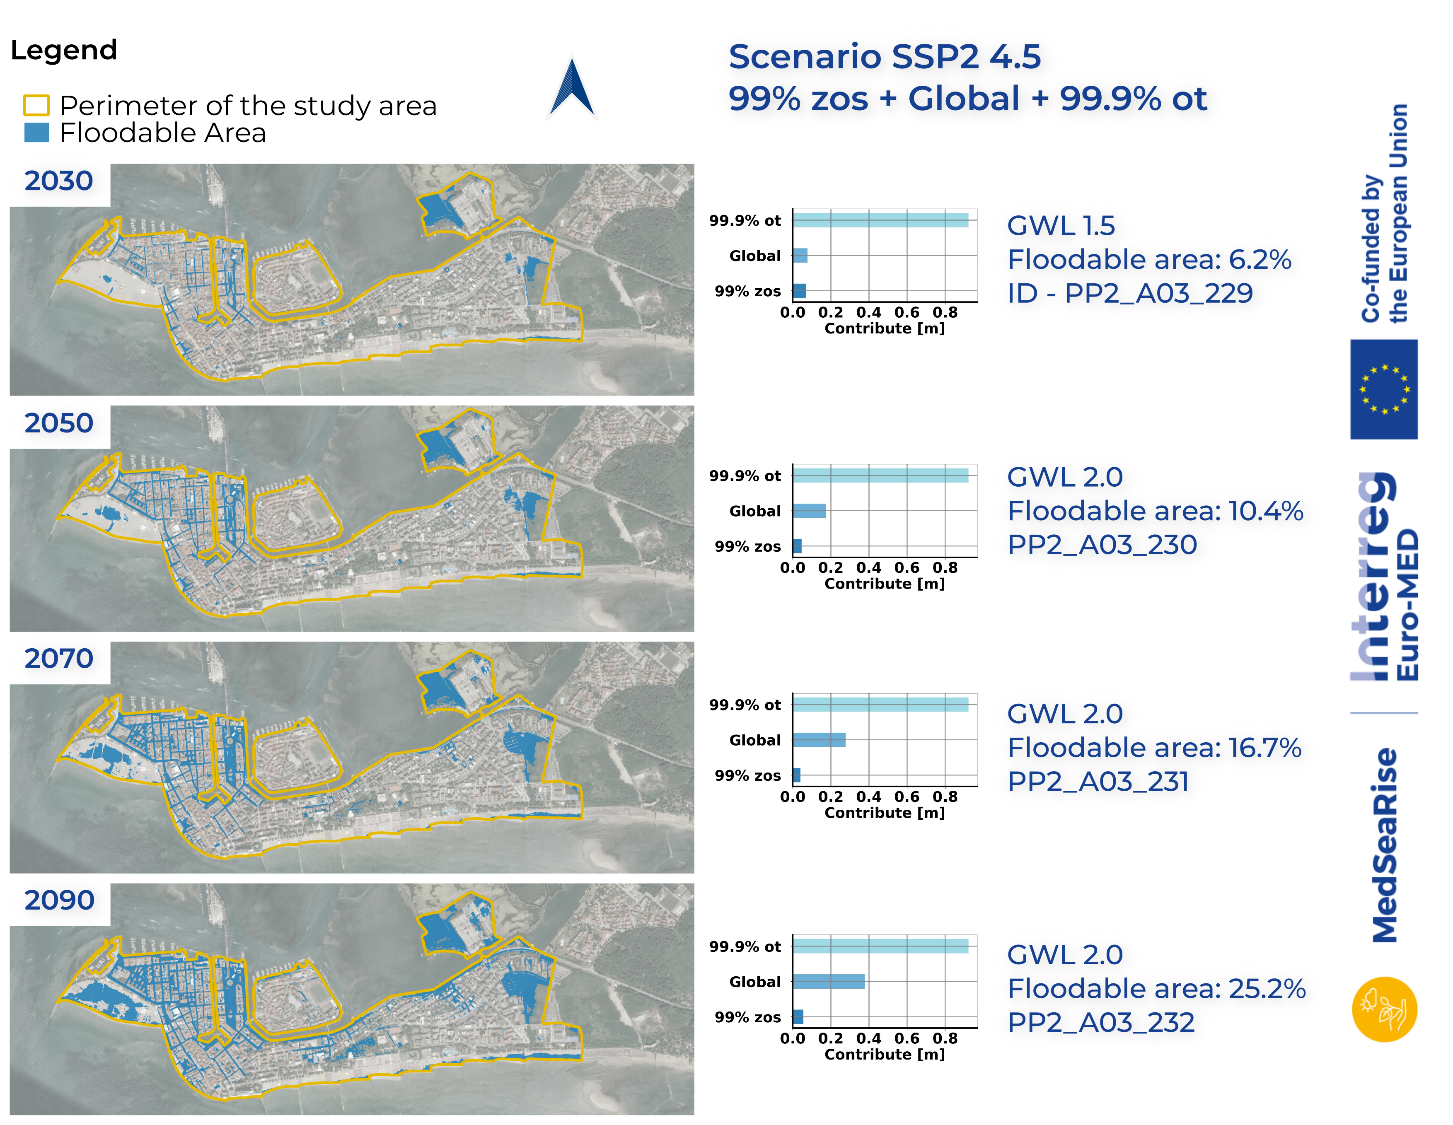 Legend
Perimeter of the study area
Floodable Area
Scenario SSP2 4.5
99% zos + Global + 99.9% ot
2030
99.9% ot
Global
99% zos
0.0 0.2 0.4 0.6 0.8
Contribute [m]
GWL 1.5
Floodable area: 6.2%
ID - PP2_A03_229
2050
99.9% ot
Global
99% zos
0.0 0.2 0.4 0.6 0.8
Contribute [m]
GWL 2.0
Floodable area: 10.4%
PP2_A03_230
2070
99.9% ot
Global
99% zos
0.0 0.2 0.4 0.6 0.8
Contribute [m]
GWL 2.0
Floodable area: 16.7%
PP2_A03_231
2090
99.9% ot
Global
99% zos
0.0 0.2 0.4 0.6 0.8
Contribute [m]
GWL 2.0
Floodable area: 25.2%
PP2_A03_232
Co-funded by
the European Union
Interreg
Euro-MED
MedSeaRise